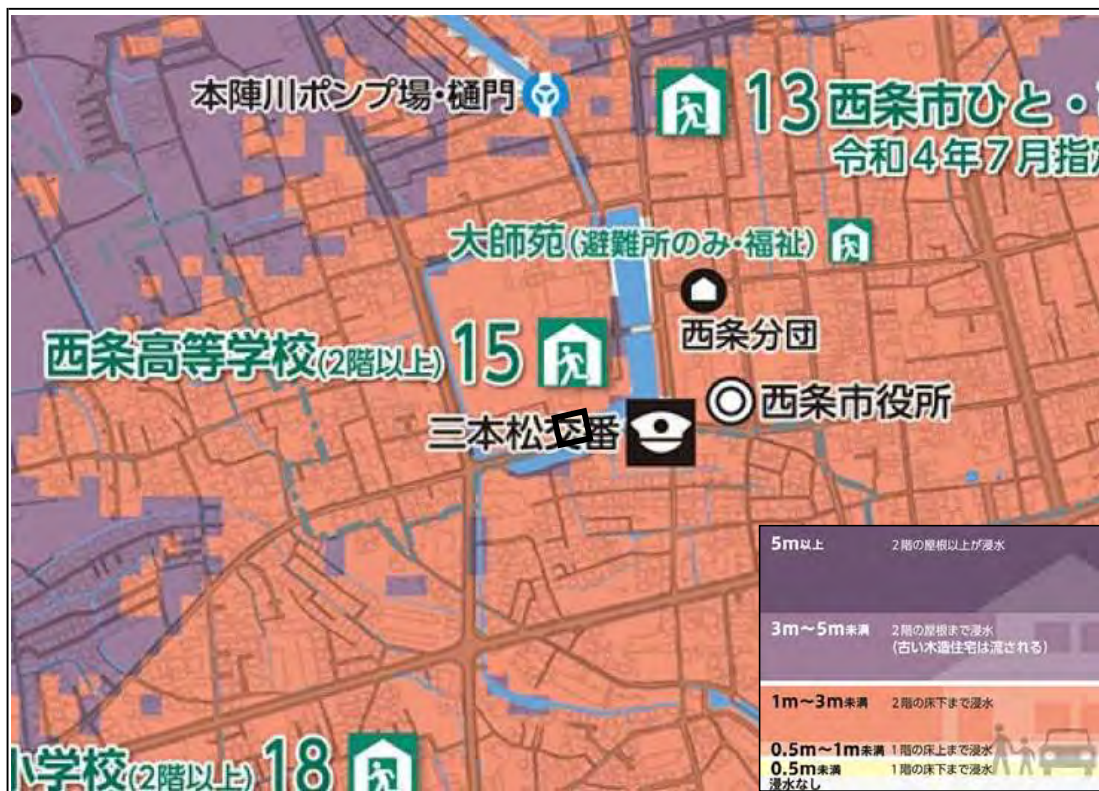 本陣川ポンプ場・樋門
13 西条市ひと・
令和4年7月指定
大師苑(避難所のみ・福祉)
西条分団
西条高等学校(2階以上) 15
西条市役所
三本松交番
5m以上 2階の屋根以上が浸水
3m～5m未満 2階の屋根まで浸水
(古い木造住宅は流される)
1m～3m未満 2階の床下まで浸水
0.5m～1m未満 1階の床上まで浸水
0.5m未満 1階の床下まで浸水
浸水なし
小学校(2階以上) 18